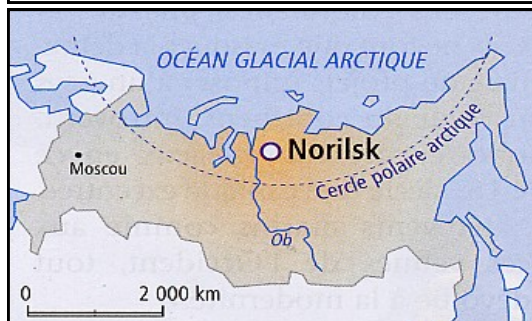 OCÉAN GLACIAL ARCTIQUE
Norilsk
Moscou
Cercle polaire arctique
Ob
0 2 000 km